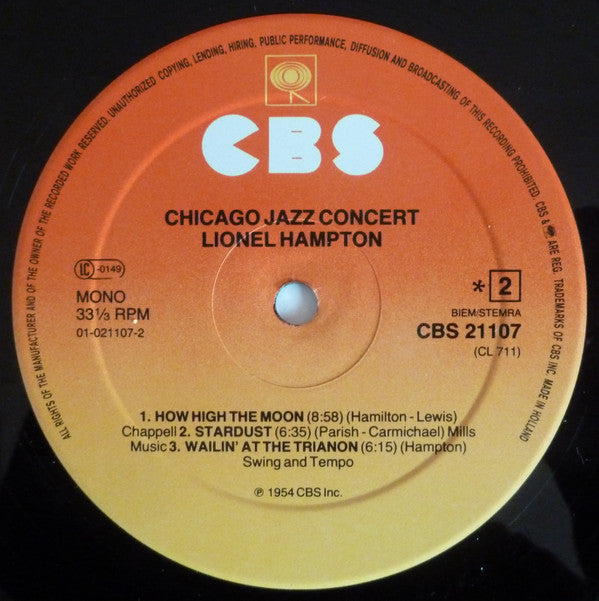 ALL RIGHTS OF THE MANUFACTURER AND OF THE OWNER OF THE RECORDED WORK RESERVED. UNAUTHORIZED COPYING, LENDING, HIRING, PUBLIC PERFORMANCE, DIFFUSION AND BROADCASTING OF THIS RECORDING PROHIBITED. CBS & ARE REG. TRADEMARKS OF CBS INC. MADE IN HOLLAND
CBS
CHICAGO JAZZ CONCERT
LIONEL HAMPTON
LC -0149
MONO
33⅓ RPM
01-021107-2
* 2
BIEM/STEMRA
CBS 21107
(CL 711)
1. HOW HIGH THE MOON (8:58) (Hamilton - Lewis)
Chappell 2. STARDUST (6:35) (Parish - Carmichael) Mills
Music 3. WAILIN' AT THE TRIANON (6:15) (Hampton)
Swing and Tempo
℗ 1954 CBS Inc.